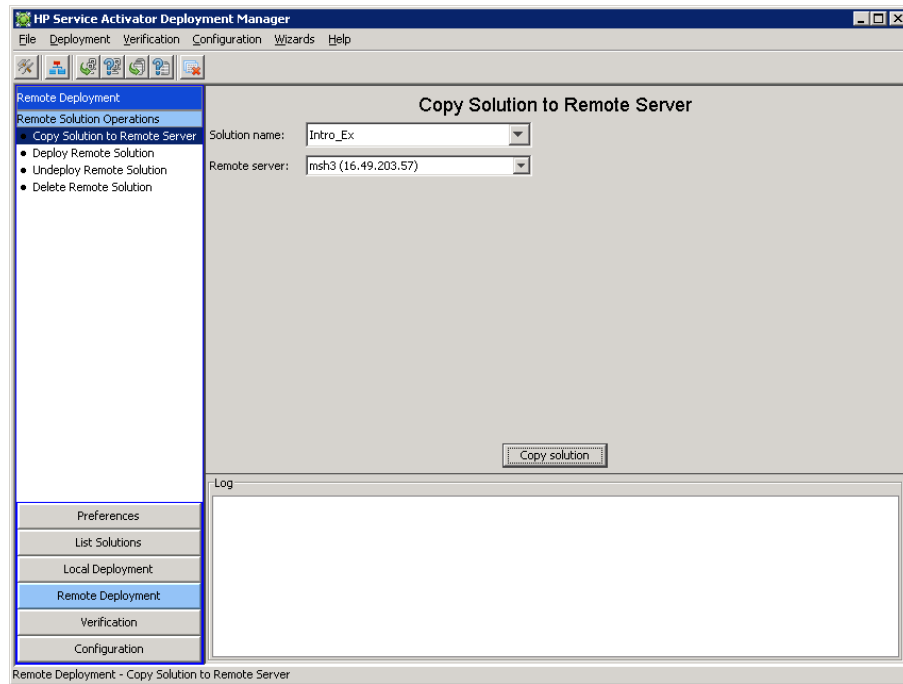 HP Service Activator Deployment Manager
File Deployment Verification Configuration Wizards Help
Remote Deployment
Remote Solution Operations
Copy Solution to Remote Server
Deploy Remote Solution
Undeploy Remote Solution
Delete Remote Solution
Copy Solution to Remote Server
Solution name: Intro_Ex
Remote server: msh3 (16.49.203.57)
Copy solution
Log
Preferences
List Solutions
Local Deployment
Remote Deployment
Verification
Configuration
Remote Deployment - Copy Solution to Remote Server